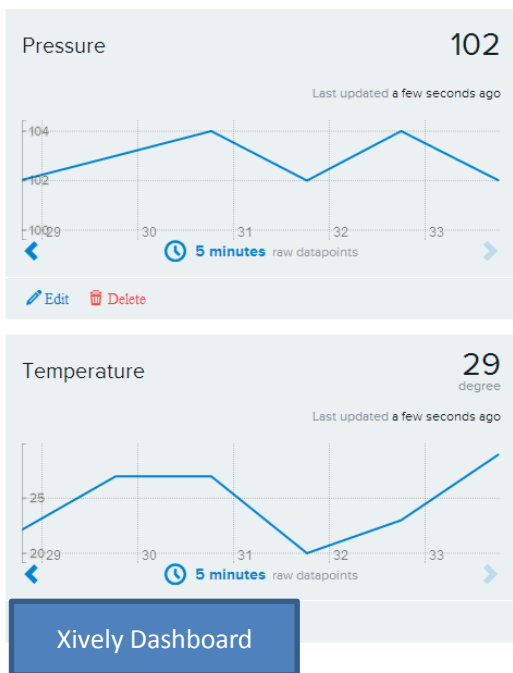 Pressure 102
Last updated a few seconds ago
104
102
100
29 30 31 32 33
5 minutes raw datapoints
Edit Delete
Temperature 29
degree
Last updated a few seconds ago
25
20
29 30 31 32 33
5 minutes raw datapoints
Xively Dashboard